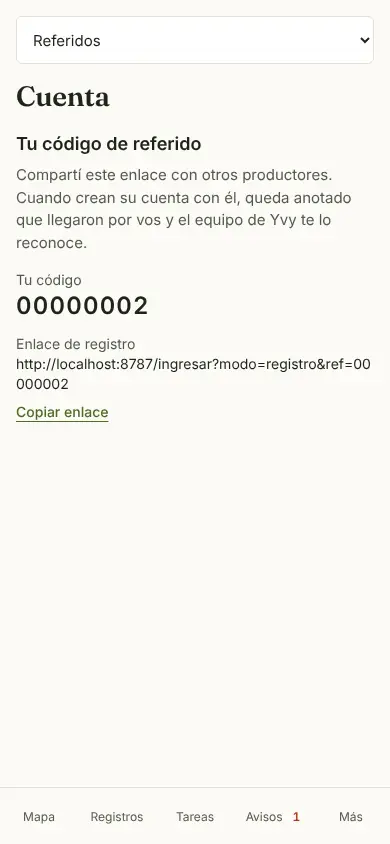 Referidos
Cuenta
Tu código de referido
Compartí este enlace con otros productores.
Cuando crean su cuenta con él, queda anotado
que llegaron por vos y el equipo de Yvy te lo
reconoce.
Tu código
00000002
Enlace de registro
http://localhost:8787/ingresar?modo=registro&ref=00
000002
Copiar enlace
Mapa Registros Tareas Avisos 1 Más